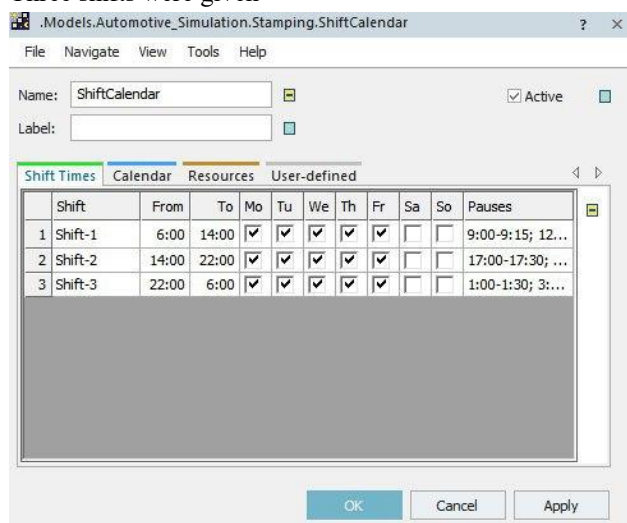 Three shifts were given
.Models.Automotive_Simulation.Stamping.ShiftCalendar ? ×
File Navigate View Tools Help
Name: ShiftCalendar Active
Label:
Shift Times Calendar Resources User-defined
Shift From To Mo Tu We Th Fr Sa So Pauses
1 Shift-1 6:00 14:00 9:00-9:15; 12...
2 Shift-2 14:00 22:00 17:00-17:30; ...
3 Shift-3 22:00 6:00 1:00-1:30; 3:...
OK Cancel Apply